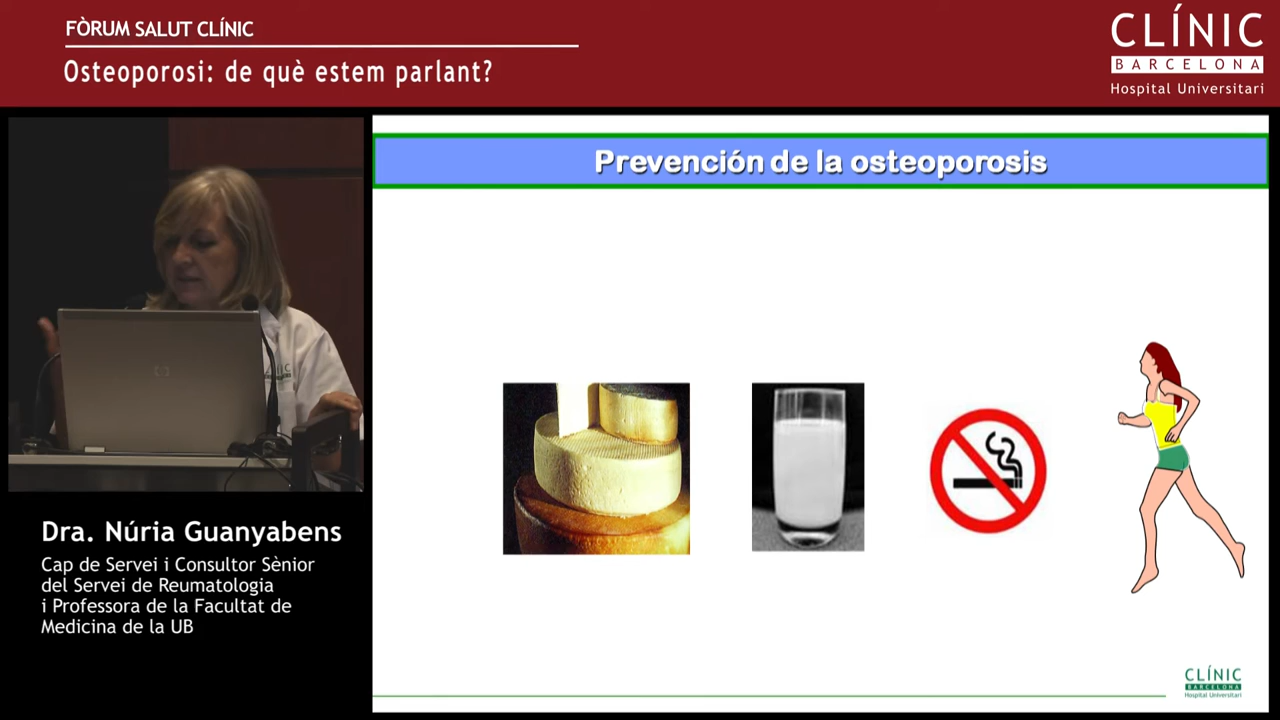 FÒRUM SALUT CLÍNIC
Osteoporosi: de què estem parlant?
CLÍNIC
BARCELONA
Hospital Universitari
Prevención de la osteoporosis
Dra. Núria Guanyabens
Cap de Servei i Consultor Sènior
del Servei de Reumatologia
i Professora de la Facultat de
Medicina de la UB
CLÍNIC
BARCELONA
Hospital Universitari